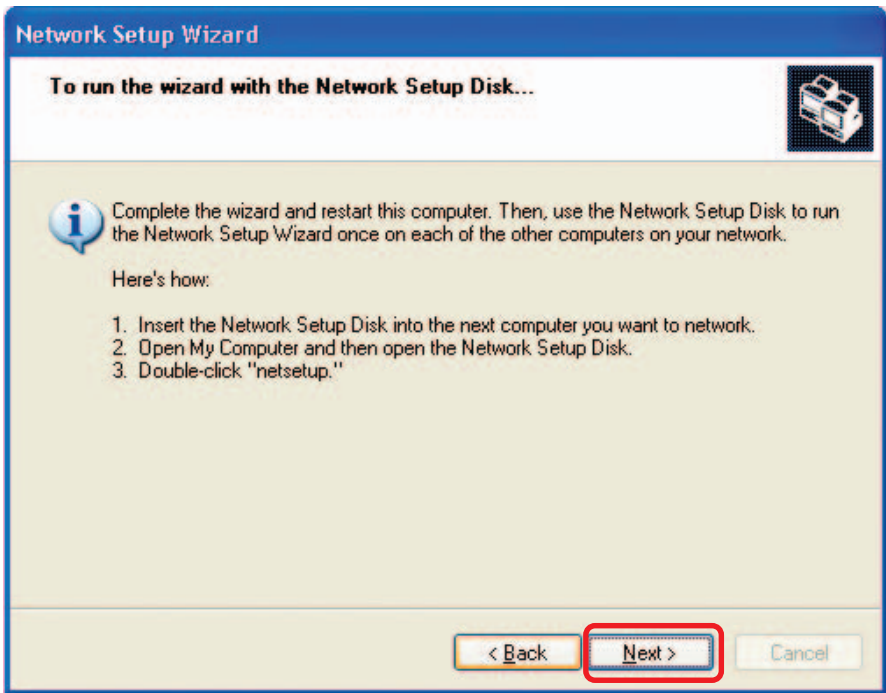 Network Setup Wizard
To run the wizard with the Network Setup Disk...
Complete the wizard and restart this computer. Then, use the Network Setup Disk to run
the Network Setup Wizard once on each of the other computers on your network.
Here's how:
1. Insert the Network Setup Disk into the next computer you want to network.
2. Open My Computer and then open the Network Setup Disk.
3. Double-click "netsetup."
< Back Next > Cancel